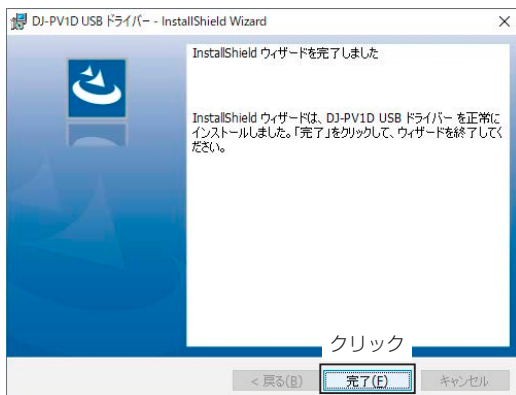 DJ-PV1D USB ドライバー - InstallShield Wizard
InstallShield ウィザードを完了しました
InstallShield ウィザードは、DJ-PV1D USB ドライバー を正常に
インストールしました。「完了」をクリックして、ウィザードを終了してく
ださい。
クリック
< 戻る(B) 完了(F) キャンセル